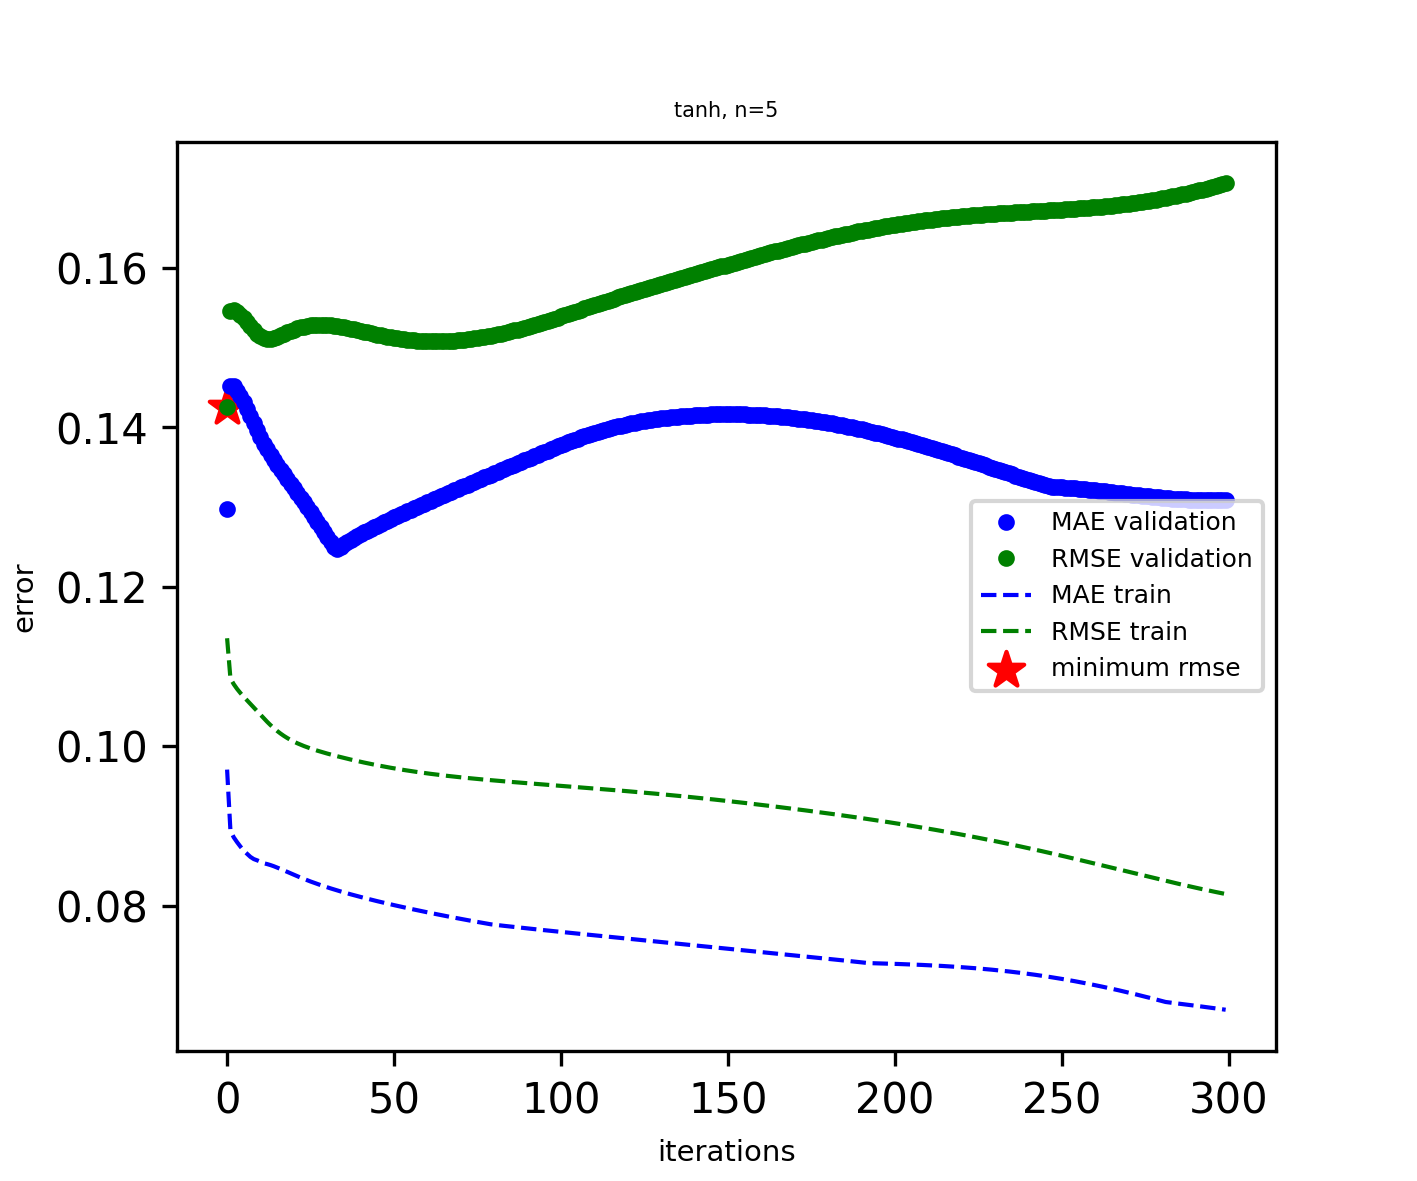 tanh, n=5
error
0.16
0.14
0.12
0.10
0.08
MAE validation
RMSE validation
MAE train
RMSE train
minimum rmse
0 50 100 150 200 250 300
iterations